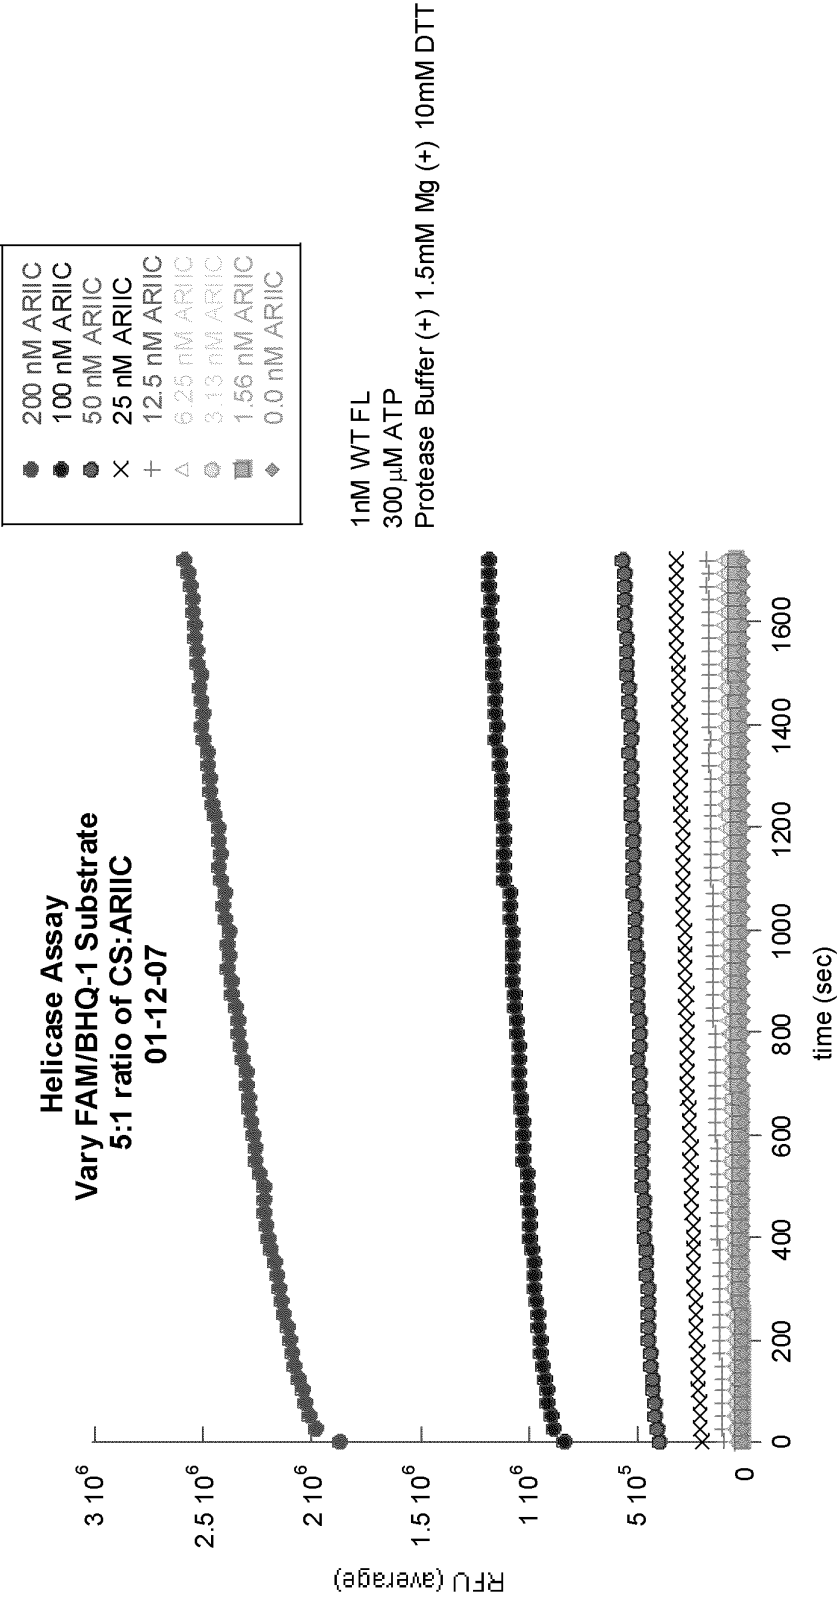 Helicase Assay
Vary FAM/BHQ-1 Substrate
5:1 ratio of CS:ARIIC
01-12-07
200 nM ARIIC
100 nM ARIIC
50 nM ARIIC
25 nM ARIIC
12.5 nM ARIIC
6.25 nM ARIIC
3.13 nM ARIIC
1.56 nM ARIIC
0.0 nM ARIIC
1nM WT FL
300 µM ATP
Protease Buffer (+) 1.5mM Mg (+) 10mM DTT
RFU (average)
3 10⁶
2.5 10⁶
2 10⁶
1.5 10⁶
1 10⁶
5 10⁵
0
0 200 400 600 800 1000 1200 1400 1600
time (sec)